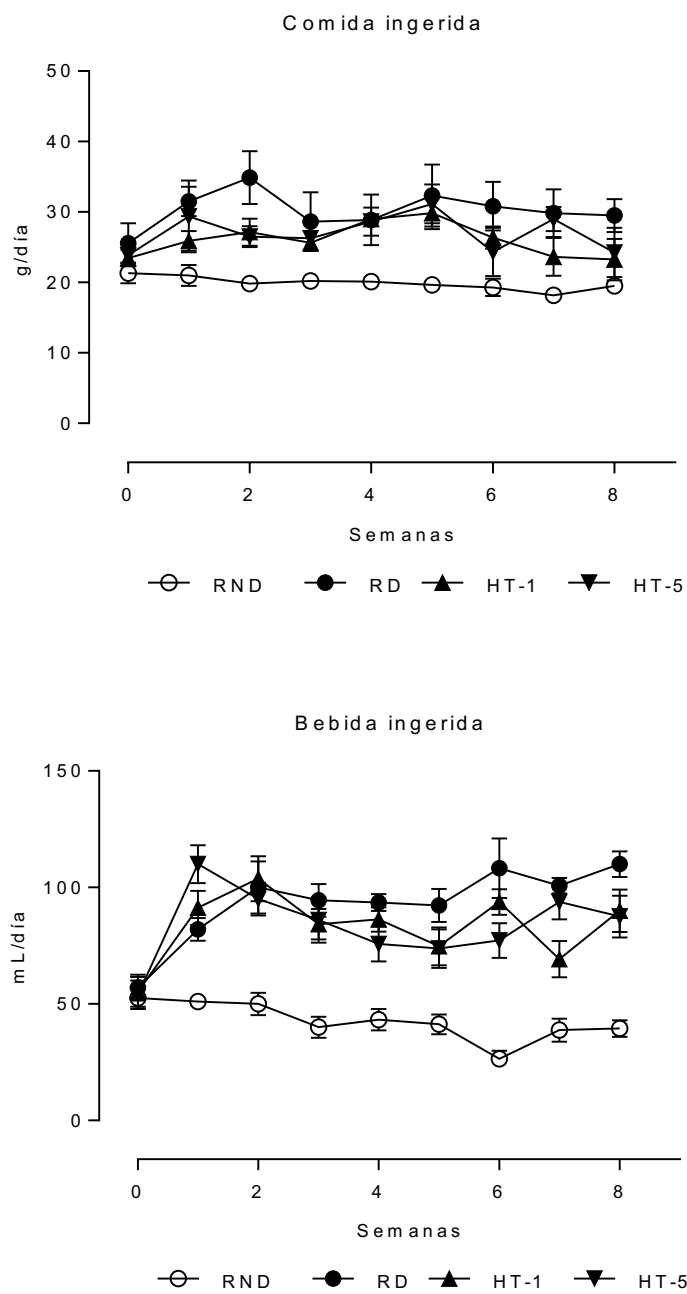 Comida ingerida
50
40
30
20
10
0
g/día
0 2 4 6 8
Semanas
RND RD HT-1 HT-5
Bebida ingerida
150
100
50
0
mL/día
0 2 4 6 8
Semanas
RND RD HT-1 HT-5